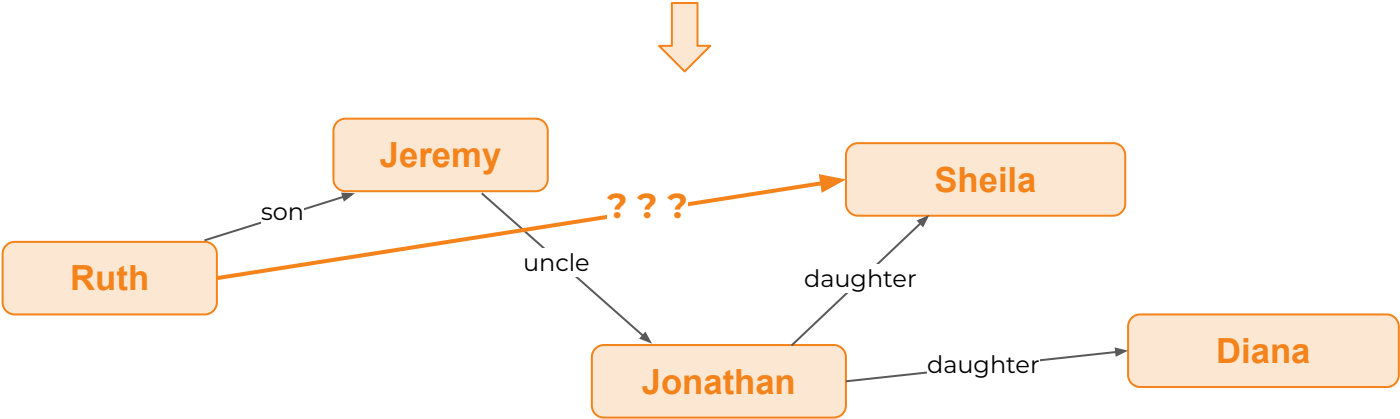 Jeremy
Sheila
? ? ?
son
Ruth
uncle
daughter
Diana
daughter
Jonathan